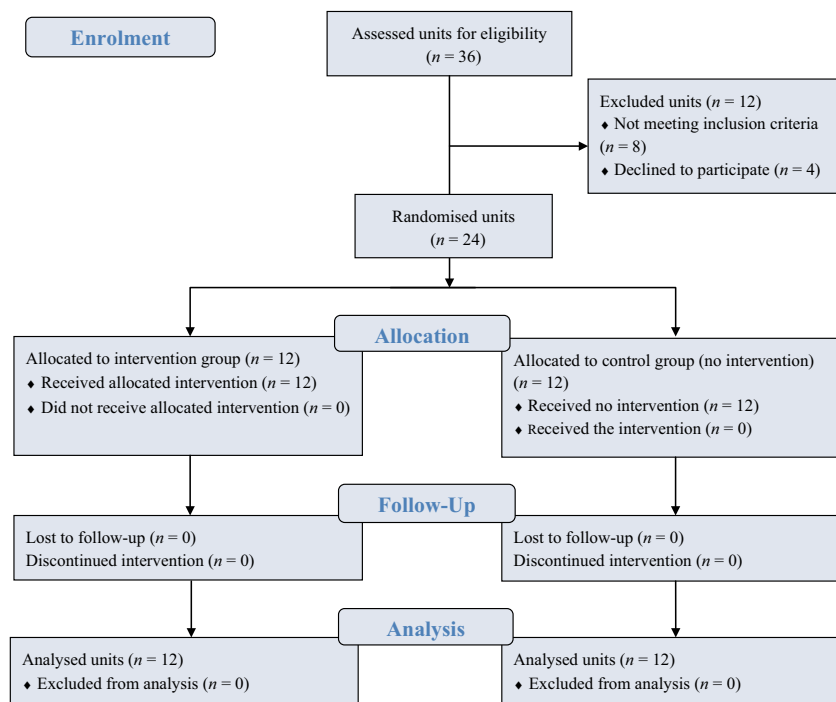 Enrolment
Assessed units for eligibility
(n = 36)
Excluded units (n = 12)
♦ Not meeting inclusion criteria
(n = 8)
♦ Declined to participate (n = 4)
Randomised units
(n = 24)
Allocation
Allocated to intervention group (n = 12)
♦ Received allocated intervention (n = 12)
♦ Did not receive allocated intervention (n = 0)
Allocated to control group (no intervention)
(n = 12)
♦ Received no intervention (n = 12)
♦ Received the intervention (n = 0)
Follow-Up
Lost to follow-up (n = 0)
Discontinued intervention (n = 0)
Lost to follow-up (n = 0)
Discontinued intervention (n = 0)
Analysis
Analysed units (n = 12)
♦ Excluded from analysis (n = 0)
Analysed units (n = 12)
♦ Excluded from analysis (n = 0)